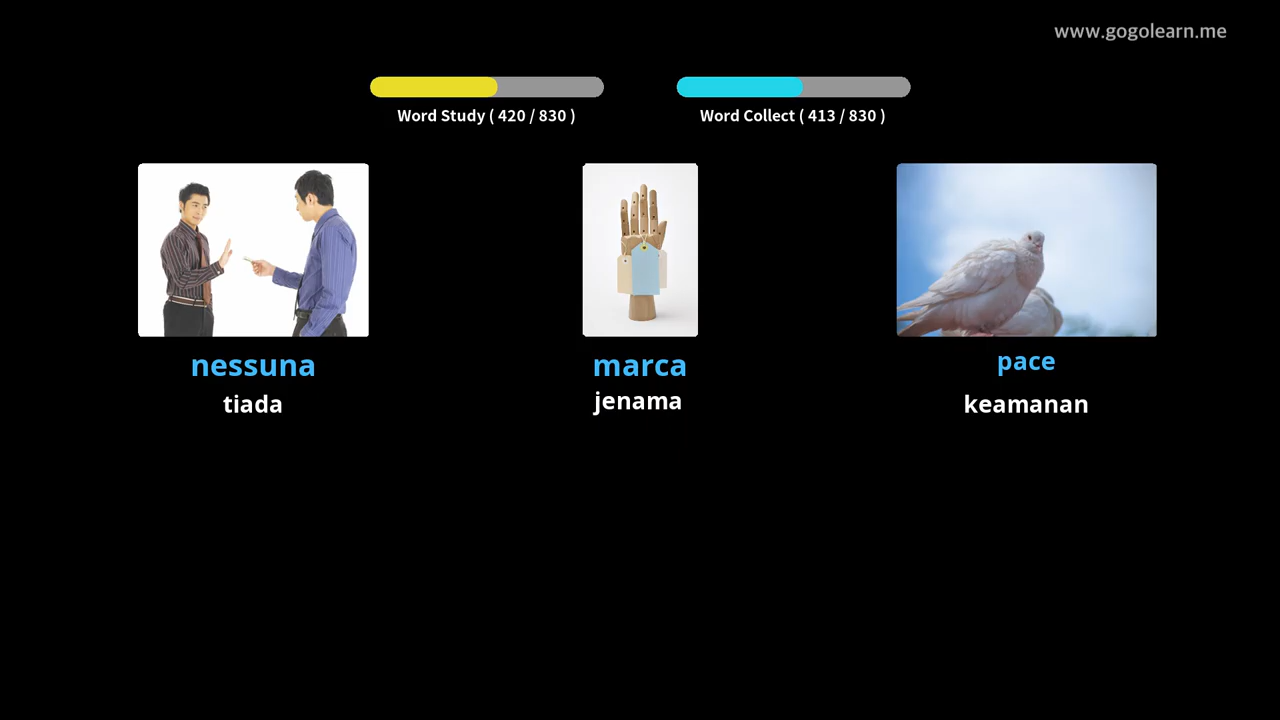 www.gogolearn.me
Word Study ( 420 / 830 )
Word Collect ( 413 / 830 )
nessuna
tiada
marca
jenama
pace
keamanan